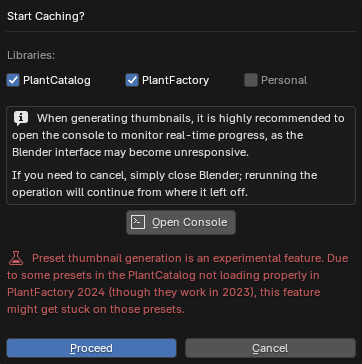 Start Caching?
Libraries:
PlantCatalog PlantFactory Personal
When generating thumbnails, it is highly recommended to
open the console to monitor real-time progress, as the
Blender interface may become unresponsive.
If you need to cancel, simply close Blender; rerunning the
operation will continue from where it left off.
Open Console
Preset thumbnail generation is an experimental feature. Due
to some presets in the PlantCatalog not loading properly in
PlantFactory 2024 (though they work in 2023), this feature
might get stuck on those presets.
Proceed Cancel